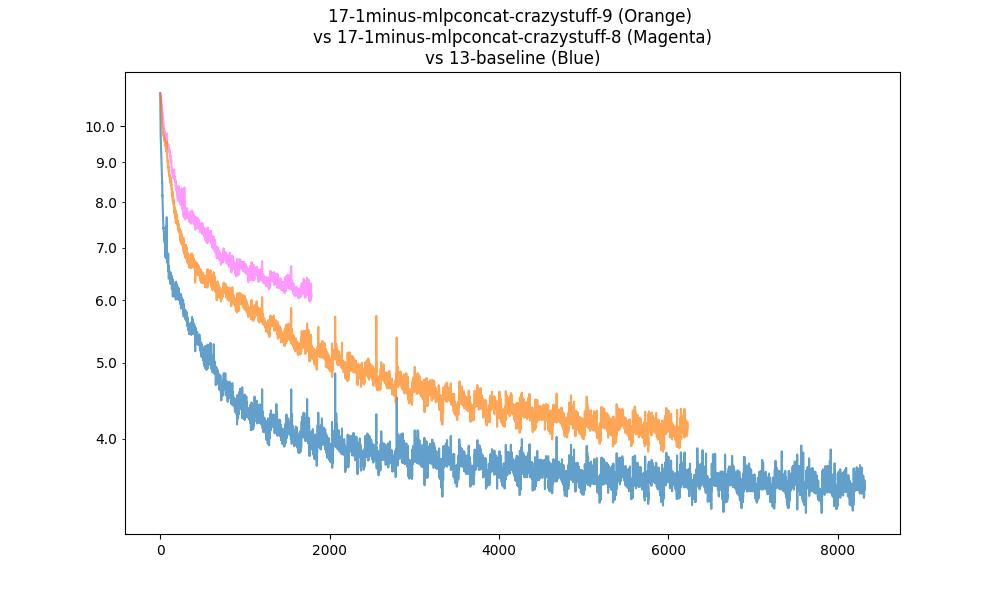 17-1minus-mlpconcat-crazystuff-9 (Orange)
vs 17-1minus-mlpconcat-crazystuff-8 (Magenta)
vs 13-baseline (Blue)
10.0
9.0
8.0
7.0
6.0
5.0
4.0
0 2000 4000 6000 8000